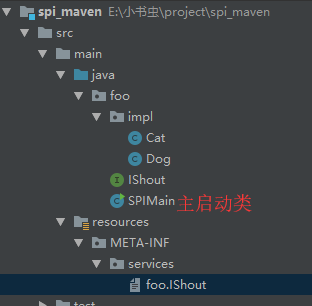 spi_maven E:\小书虫\project\spi_maven
src
main
java
foo
impl
Cat
Dog
IShout
SPIMain 主启动类
resources
META-INF
services
foo.IShout
test